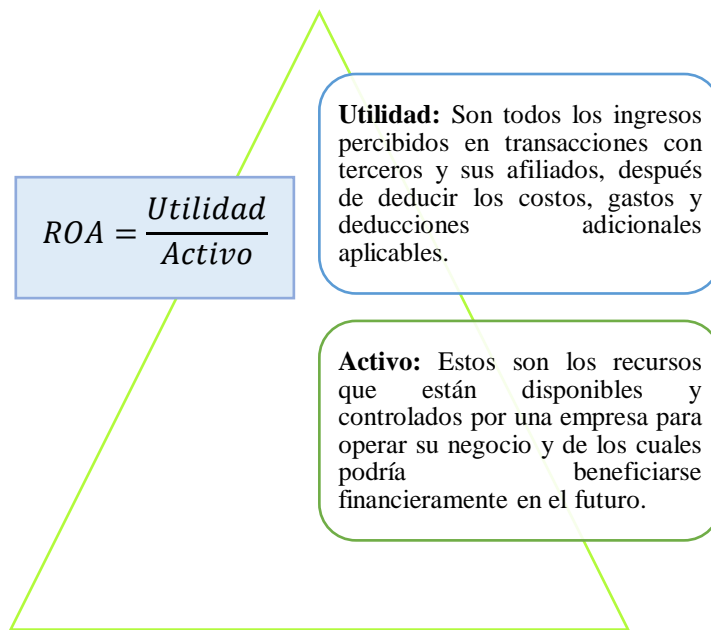 ROA = Utilidad / Activo
Utilidad: Son todos los ingresos
percibidos en transacciones con
terceros y sus afiliados, después
de deducir los costos, gastos y
deducciones adicionales
aplicables.
Activo: Estos son los recursos
que están disponibles y
controlados por una empresa para
operar su negocio y de los cuales
podría beneficiarse
financieramente en el futuro.